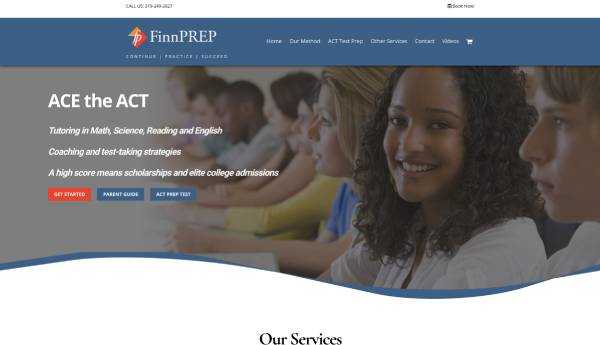 CALL US: 319-249-2027
Book Now!
FinnPREP
CONTINUE | PRACTICE | SUCCEED
Home
Our Method
ACT Test Prep
Other Services
Contact
Videos
ACE the ACT
Tutoring in Math, Science, Reading and English
Coaching and test-taking strategies
A high score means scholarships and elite college admissions
GET STARTED
PARENT GUIDE
ACT PREP TEST
Our Services